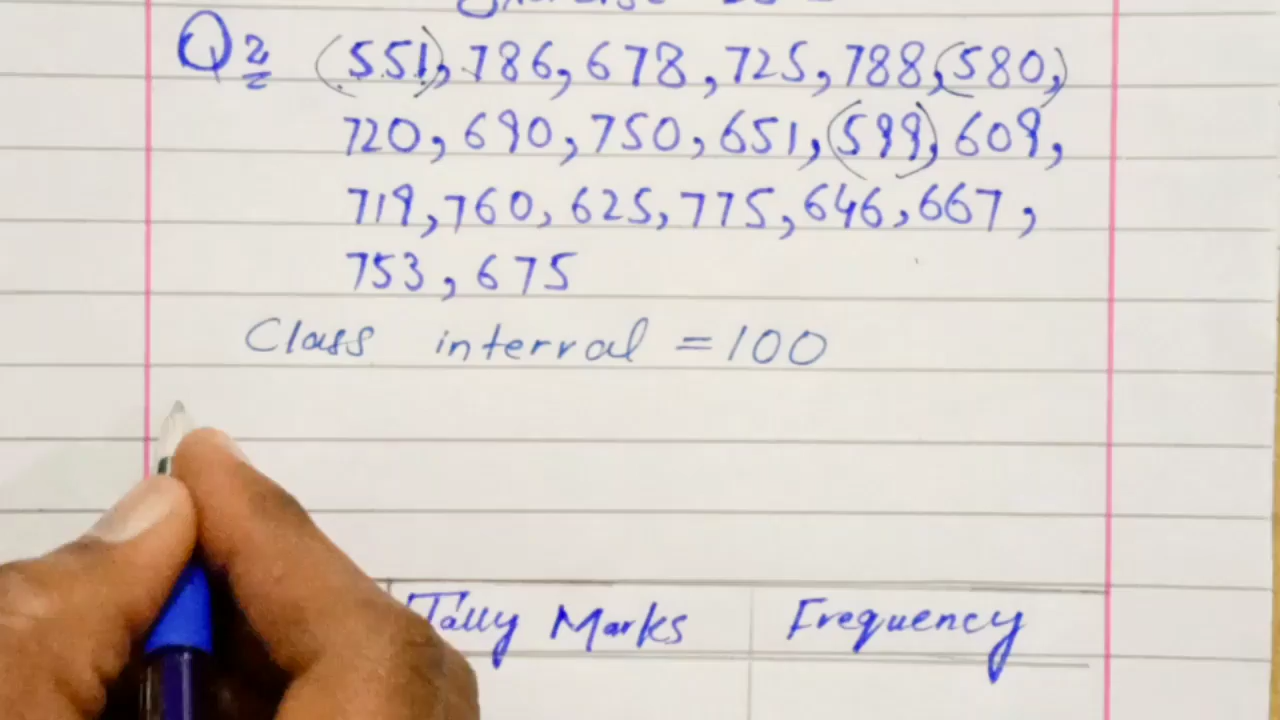 Q2 (551), 786, 678, 725, 788, (580,)
720, 690, 750, 651, (599), 609,
719, 760, 625, 775, 646, 667,
753, 675
Class interval = 100
Tally Marks Frequency